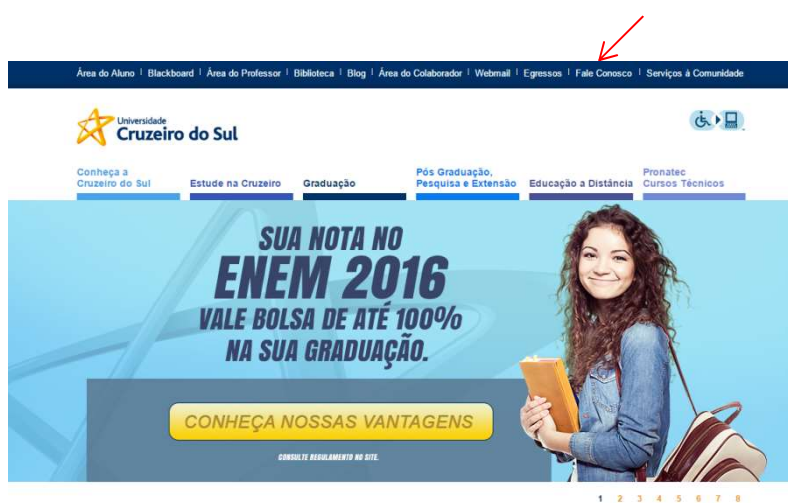 Área do Aluno | Blackboard | Área do Professor | Biblioteca | Blog | Área do Colaborador | Webmail | Egressos | Fale Conosco | Serviços à Comunidade
Universidade
Cruzeiro do Sul
Conheça a
Cruzeiro do Sul
Estude na Cruzeiro
Graduação
Pós Graduação,
Pesquisa e Extensão
Educação a Distância
Pronatec
Cursos Técnicos
SUA NOTA NO
ENEM 2016
VALE BOLSA DE ATÉ 100%
NA SUA GRADUAÇÃO.
CONHEÇA NOSSAS VANTAGENS
CONSULTE REGULAMENTO NO SITE.
1 2 3 4 5 6 7 8